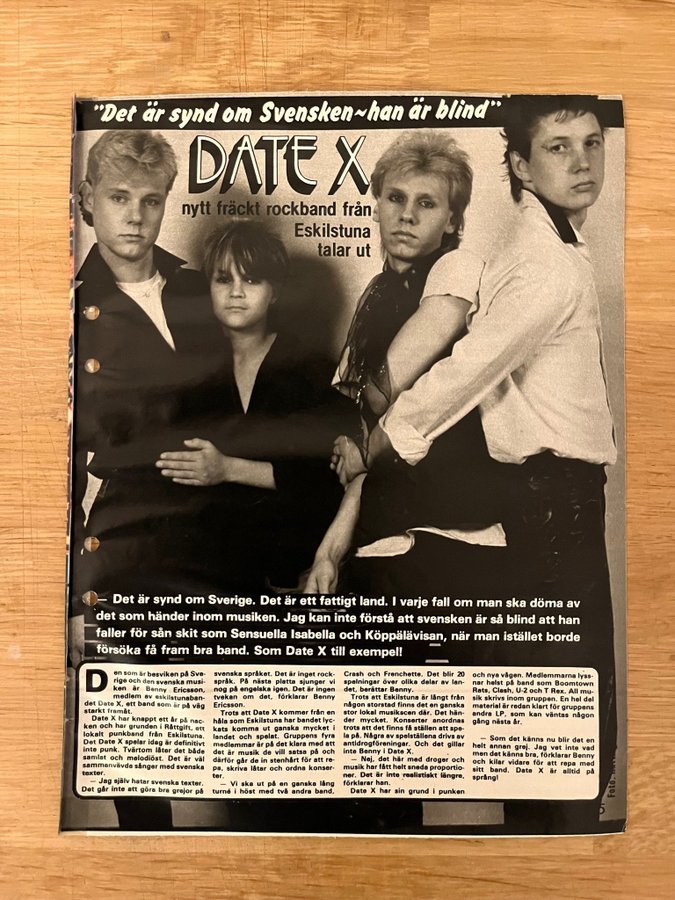 "Det är synd om Svensken~han är blind"
DATE X
nytt fräckt rockband från
Eskilstuna
talar ut
— Det är synd om Sverige. Det är ett fattigt land. I varje fall om man ska döma av
det som händer inom musiken. Jag kan inte förstå att svensken är så blind att han
faller för sån skit som Sensuella Isabella och Köppälävisan, när man istället borde
försöka få fram bra band. Som Date X till exempel!
Den som är besviken på Sve-
rige och den svenska musi-
ken är Benny Ericsson,
medlem av eskilstunaban-
det Date X, ett band som är på väg
starkt framåt.
Date X har knappt ett år på nac-
ken och har grunden i Rättgift, ett
lokalt punkband från Eskilstuna.
Det Date X spelar idag är definitivt
inte punk. Tvärtom låter det både
samlat och melodiöst. Det är väl
sammanvävde sånger med svenska
texter.
— Jag själv hatar svenska texter.
Det går inte att göra bra grejor på
svenska språket. Det är inget rock-
språk. På nästa platta sjunger vi
nog på engelska igen. Det är ingen
tvekan om det, förklarar Benny
Ericsson.
Trots att Date X kommer från en
håla som Eskilstuna har bandet lyc-
kats komma ut ganska mycket i
landet och spelat. Gruppens fyra
medlemmar är på det klara med att
det är musik de vill satsa på och
därför går de in stenhårt för att re-
pa, skriva låtar och ordna konser-
ter.
— Vi ska ut på en ganska lång
turné i höst med två andra band,
Crash och Frenchette. Det blir 20
spelningar över olika delar av lan-
det, berättar Benny.
Trots att Eskilstuna är långt från
någon storstad finns det en ganska
stor lokal musikscen där. Det hän-
der mycket. Konserter anordnas
trots att det finns få ställen att spe-
la på. Några av spelställena drivs av
antidrogföreningar. Och det gillar
inte Benny i Date X.
— Nej, det här med droger och
musik har fått helt sneda proportio-
ner. Det är inte realistiskt längre,
förklarar han.
Date X har sin grund i punken
och nya vågen. Medlemmarna lyss-
nar helst på band som Boomtown
Rats, Clash, U-2 och T Rex. All mu-
sik skrivs inom gruppen. En hel del
material är redan klart för gruppens
andra LP, som kan väntas någon
gång nästa år.
— Som det känns nu blir det en
helt annan grej. Jag vet inte vad
men det känns bra, förklarar Benny
och kilar vidare för att repa med
sitt band. Date X är alltid på
språng!
Foto: